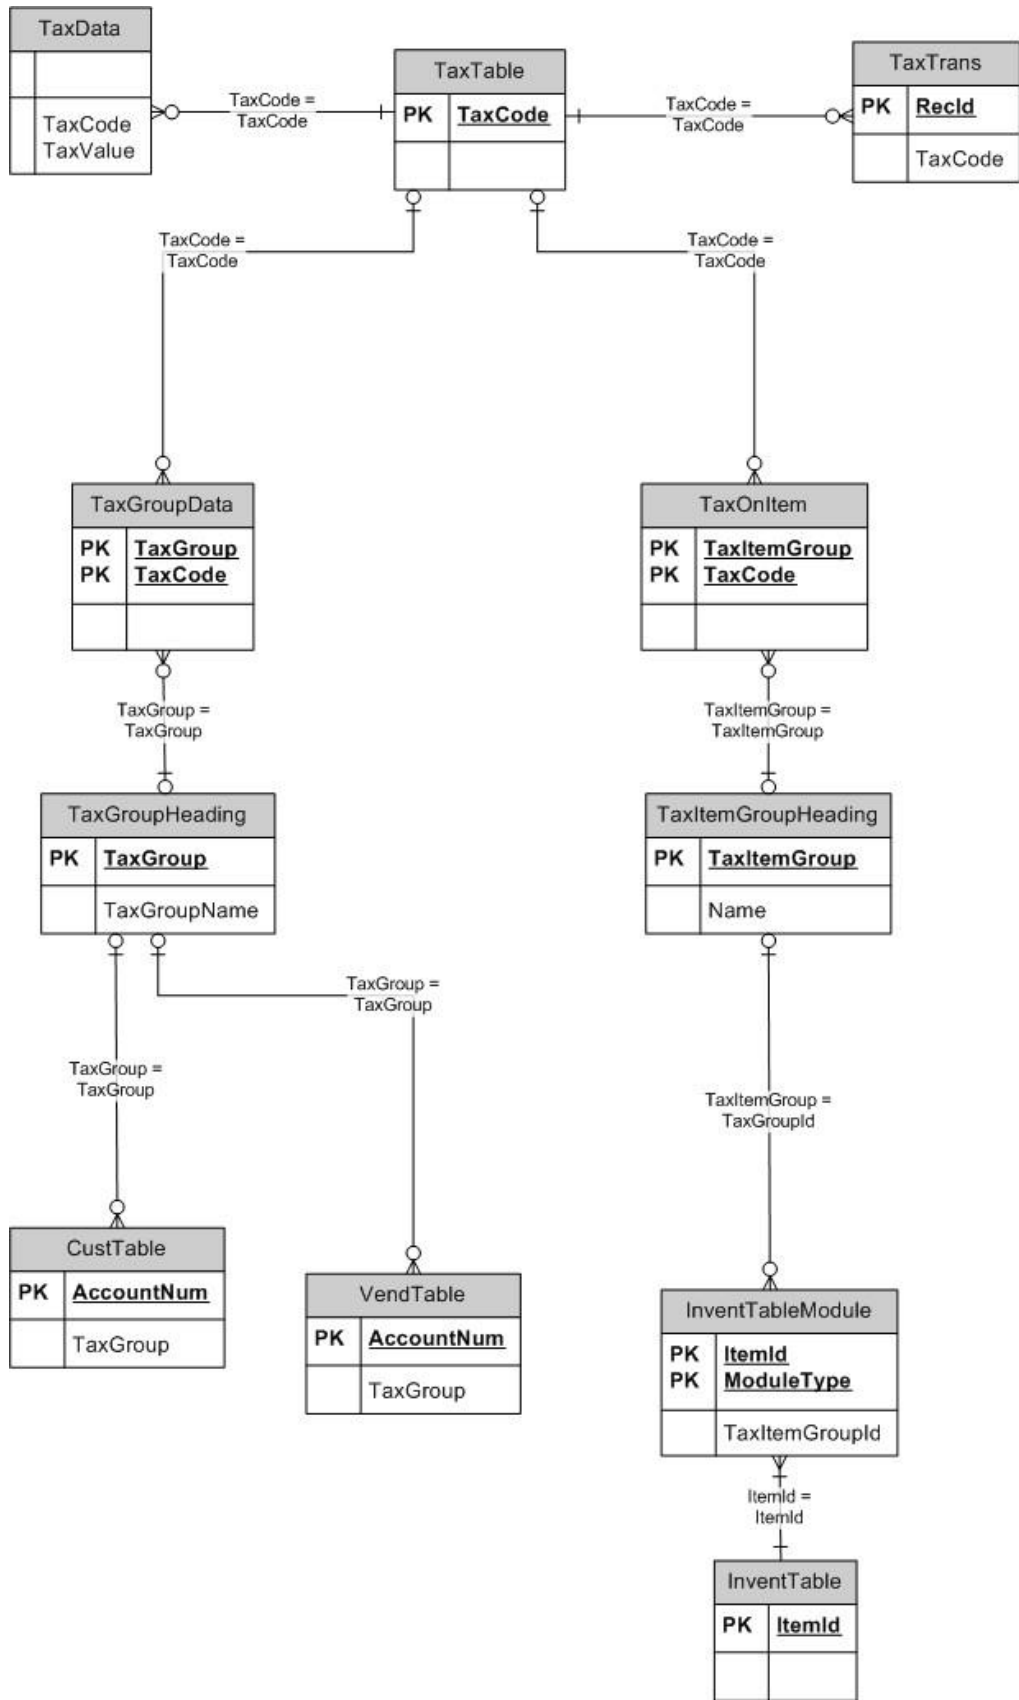 TaxData
TaxCode
TaxValue
TaxCode =
TaxCode
TaxTable
PK TaxCode
TaxCode =
TaxCode
TaxTrans
PK RecId
TaxCode
TaxCode =
TaxCode
TaxCode =
TaxCode
TaxGroupData
PK TaxGroup
PK TaxCode
TaxOnItem
PK TaxItemGroup
PK TaxCode
TaxGroup =
TaxGroup
TaxItemGroup =
TaxItemGroup
TaxGroupHeading
PK TaxGroup
TaxGroupName
TaxItemGroupHeading
PK TaxItemGroup
Name
TaxGroup =
TaxGroup
TaxGroup =
TaxGroup
TaxItemGroup =
TaxGroupId
CustTable
PK AccountNum
TaxGroup
VendTable
PK AccountNum
TaxGroup
InventTableModule
PK ItemId
PK ModuleType
TaxItemGroupId
ItemId =
ItemId
InventTable
PK ItemId